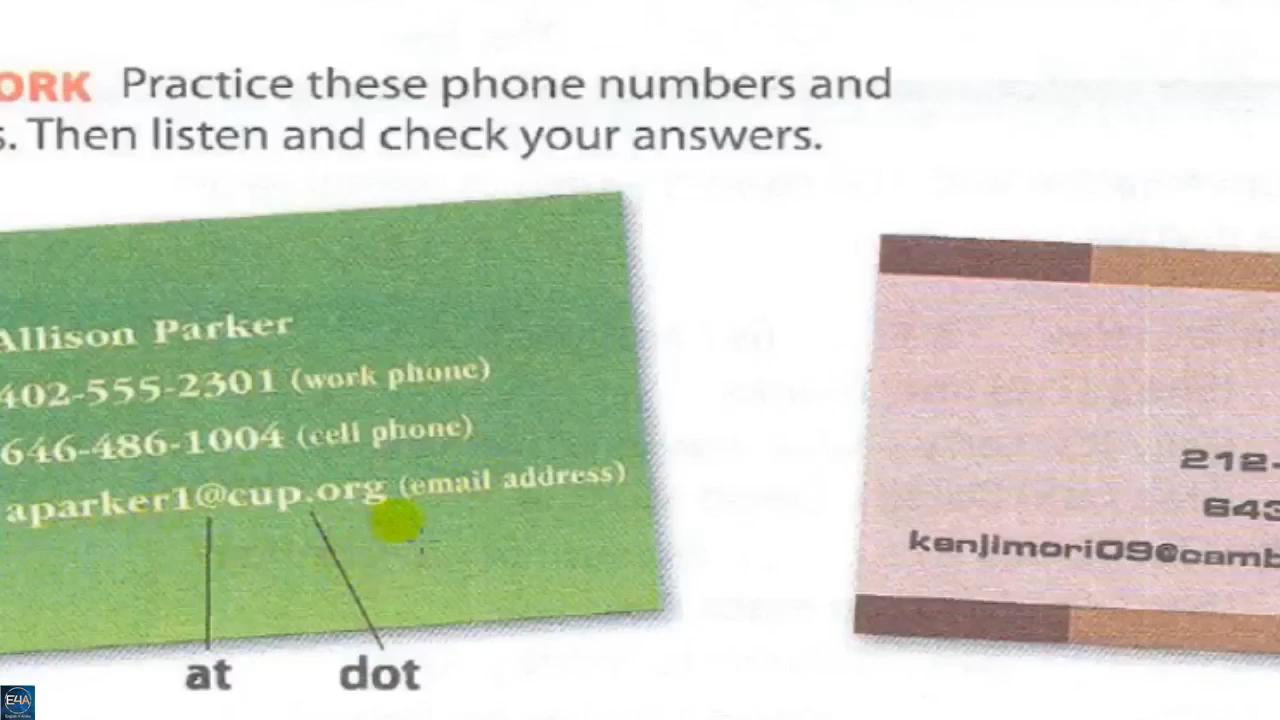 ORK Practice these phone numbers and
s. Then listen and check your answers.
Allison Parker
402-555-2301 (work phone)
646-486-1004 (cell phone)
aparker1@cup.org (email address)
at dot
212-
643
kenjimori09@camb
E4A